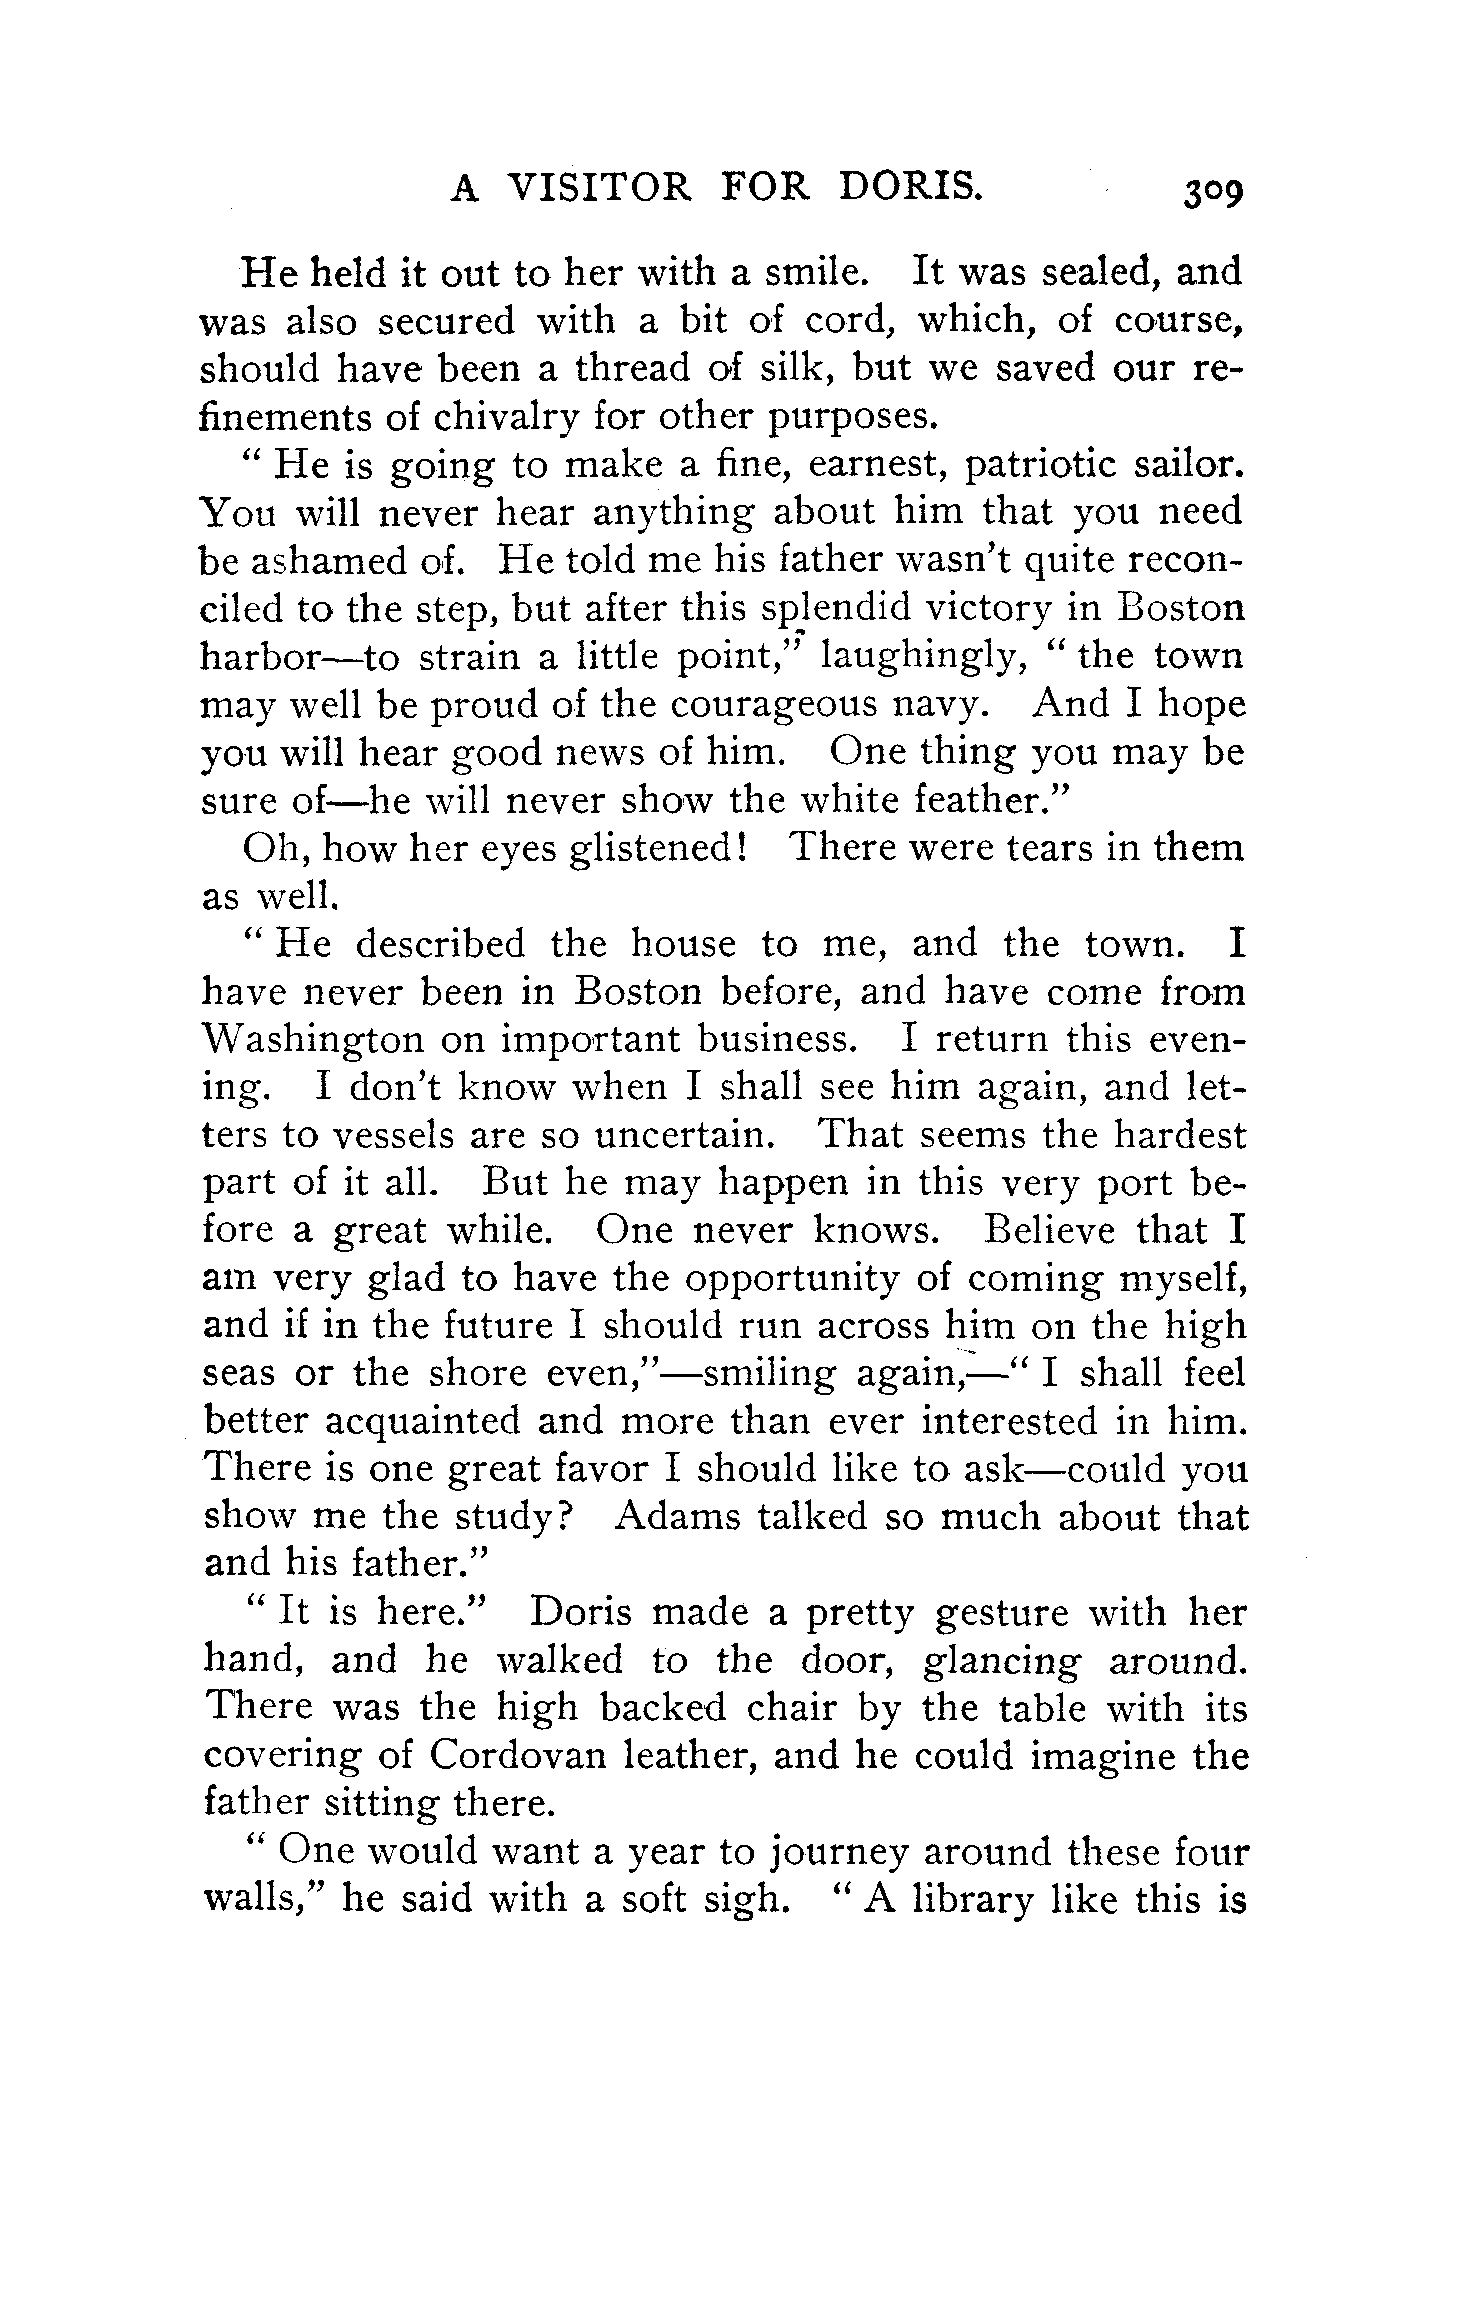 A VISITOR FOR DORIS. 309
He held it out to her with a smile. It was sealed, and
was also secured with a bit of cord, which, of course,
should have been a thread of silk, but we saved our re-
finements of chivalry for other purposes.
“ He is going to make a fine, earnest, patriotic sailor.
You will never hear anything about him that you need
be ashamed of. He told me his father wasn’t quite recon-
ciled to the step, but after this splendid victory in Boston
harbor—to strain a little point,” laughingly, “ the town
may well be proud of the courageous navy. And I hope
you will hear good news of him. One thing you may be
sure of—he will never show the white feather.”
Oh, how her eyes glistened! There were tears in them
as well.
“ He described the house to me, and the town. I
have never been in Boston before, and have come from
Washington on important business. I return this even-
ing. I don’t know when I shall see him again, and let-
ters to vessels are so uncertain. That seems the hardest
part of it all. But he may happen in this very port be-
fore a great while. One never knows. Believe that I
am very glad to have the opportunity of coming myself,
and if in the future I should run across him on the high
seas or the shore even,”—smiling again,—“ I shall feel
better acquainted and more than ever interested in him.
There is one great favor I should like to ask—could you
show me the study? Adams talked so much about that
and his father.”
“ It is here.” Doris made a pretty gesture with her
hand, and he walked to the door, glancing around.
There was the high backed chair by the table with its
covering of Cordovan leather, and he could imagine the
father sitting there.
“ One would want a year to journey around these four
walls,” he said with a soft sigh. “ A library like this is